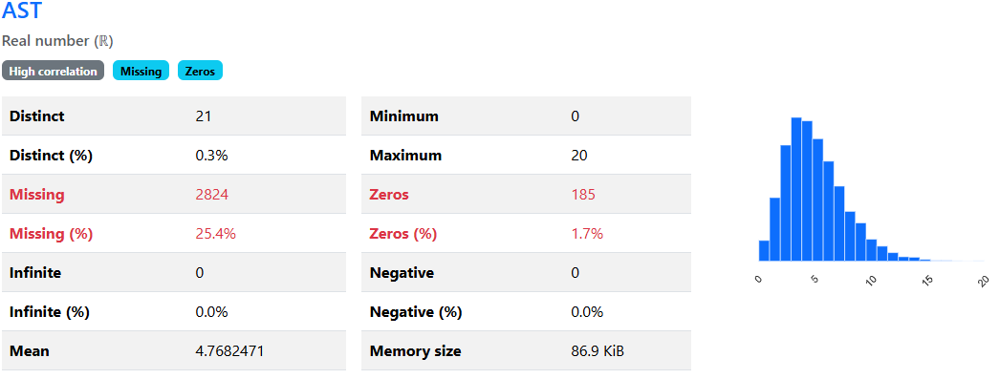 AST
Real number (ℝ)
High correlation Missing Zeros
Distinct 21
Distinct (%) 0.3%
Missing 2824
Missing (%) 25.4%
Infinite 0
Infinite (%) 0.0%
Mean 4.7682471
Minimum 0
Maximum 20
Zeros 185
Zeros (%) 1.7%
Negative 0
Negative (%) 0.0%
Memory size 86.9 KiB
0 5 10 15 20